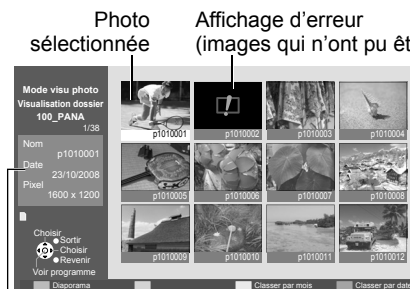 Photo
sélectionnée
Affichage d'erreur
(images qui n'ont pu êt
Mode visu photo
Visualisation dossier
100_PANA
1/38
Nom
p1010001
Date
23/10/2008
Pixel
1600 x 1200
Choisir
Sortir
Choisir
Revenir
Voir programme
p1010001
p1010002
p1010003
p1010004
p1010005
p1010006
p1010007
p1010008
p1010009
p1010010
p1010011
p1010012
Diaporama
Classer par mois
Classer par date